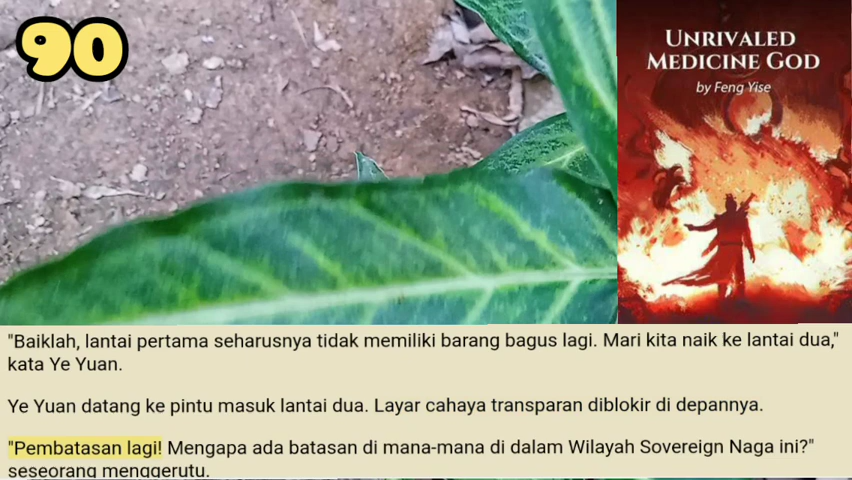 90
UNRIVALED
MEDICINE GOD
by Feng Yise
"Baiklah, lantai pertama seharusnya tidak memiliki barang bagus lagi. Mari kita naik ke lantai dua,"
kata Ye Yuan.
Ye Yuan datang ke pintu masuk lantai dua. Layar cahaya transparan diblokir di depannya.
"Pembatasan lagi! Mengapa ada batasan di mana-mana di dalam Wilayah Sovereign Naga ini?"
seseorang menggerutu.